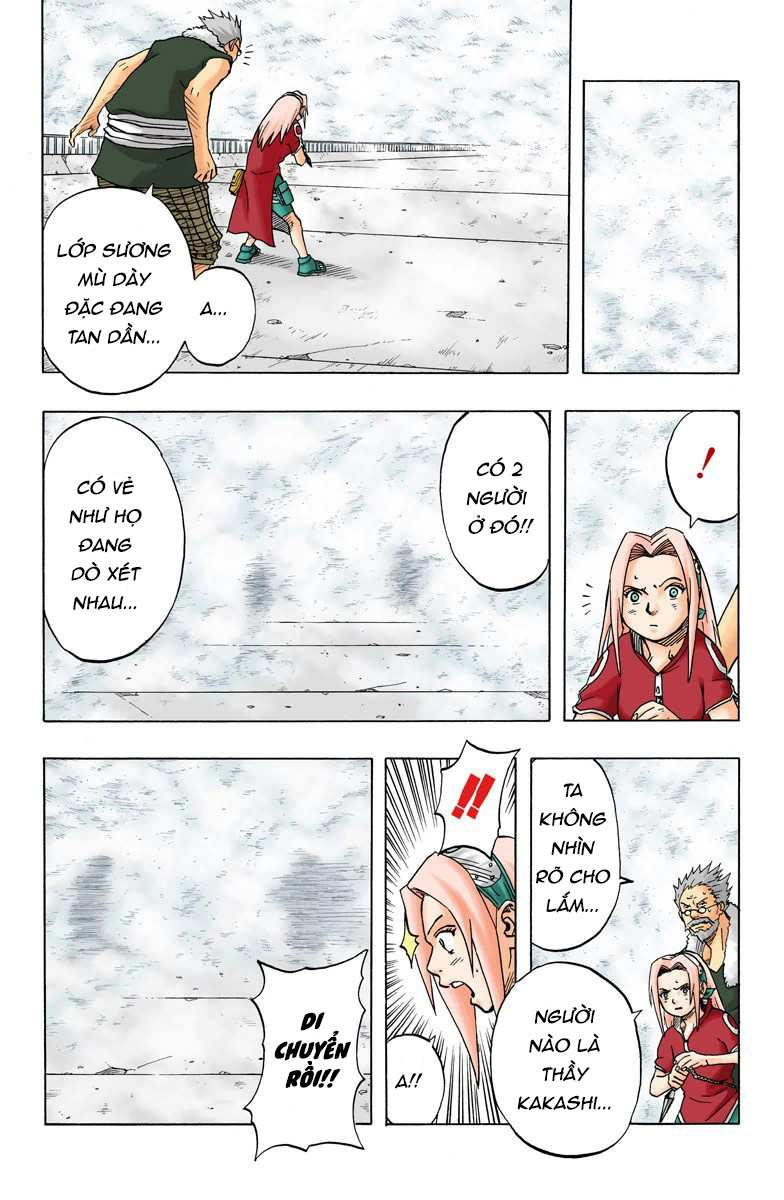 A...
LỚP SƯƠNG
MÙ DÀY
ĐẶC ĐANG
TAN DẦN...
!
CÓ 2
NGƯỜI
Ở ĐÓ!!
CÓ VẺ
NHƯ HỌ
ĐANG
DÒ XÉT
NHAU...
TA
KHÔNG
NHÌN
RÕ CHO
LẮM...
NGƯỜI
NÀO LÀ
THẦY
KAKASHI...
!!
A!!
DI
CHUYỂN
RỒI!!